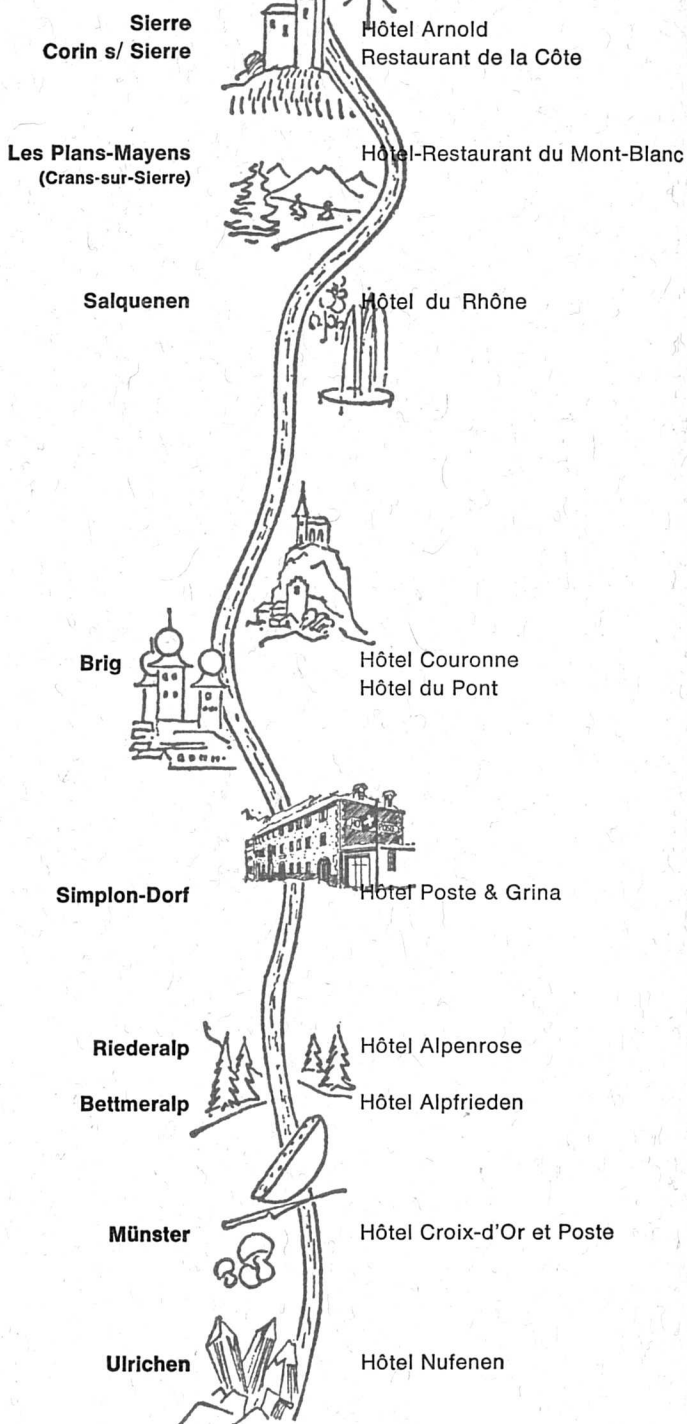 Sierre Hôtel Arnold
Corin s/ Sierre Restaurant de la Côte
Les Plans-Mayens Hôtel-Restaurant du Mont-Blanc
(Crans-sur-Sierre)
Salquenen Hôtel du Rhône
Brig Hôtel Couronne
Hôtel du Pont
Simplon-Dorf Hôtel Poste & Grina
Riederalp Hôtel Alpenrose
Bettmeralp Hôtel Alpfrieden
Münster Hôtel Croix-d'Or et Poste
Ulrichen Hôtel Nufenen